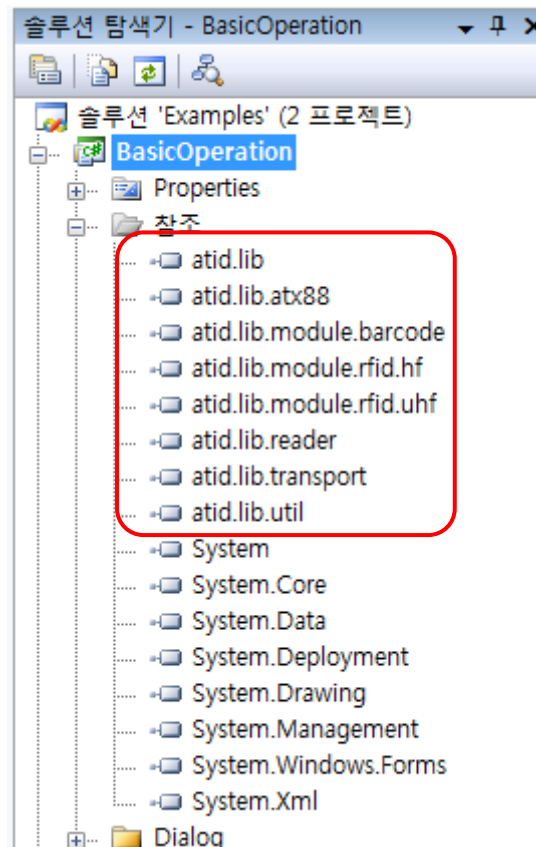 솔루션 탐색기 - BasicOperation
솔루션 'Examples' (2 프로젝트)
BasicOperation
Properties
참조
atid.lib
atid.lib.atx88
atid.lib.module.barcode
atid.lib.module.rfid.hf
atid.lib.module.rfid.uhf
atid.lib.reader
atid.lib.transport
atid.lib.util
System
System.Core
System.Data
System.Deployment
System.Drawing
System.Management
System.Windows.Forms
System.Xml
Dialog